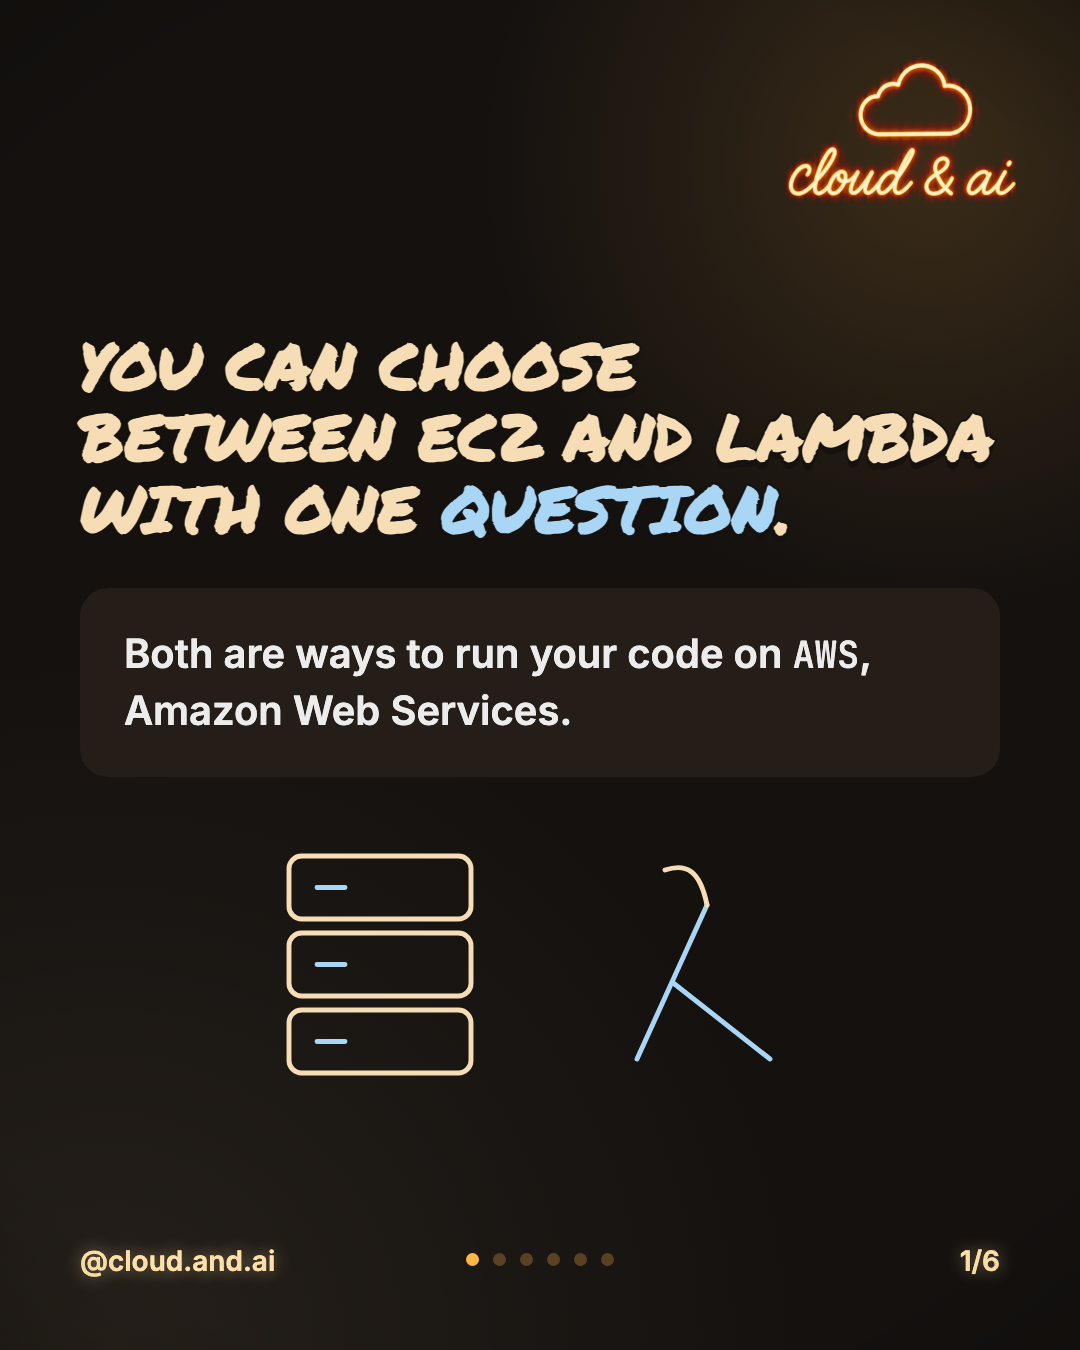 cloud & ai
YOU CAN CHOOSE
BETWEEN EC2 AND LAMBDA
WITH ONE QUESTION.
Both are ways to run your code on AWS,
Amazon Web Services.
@cloud.and.ai
1/6